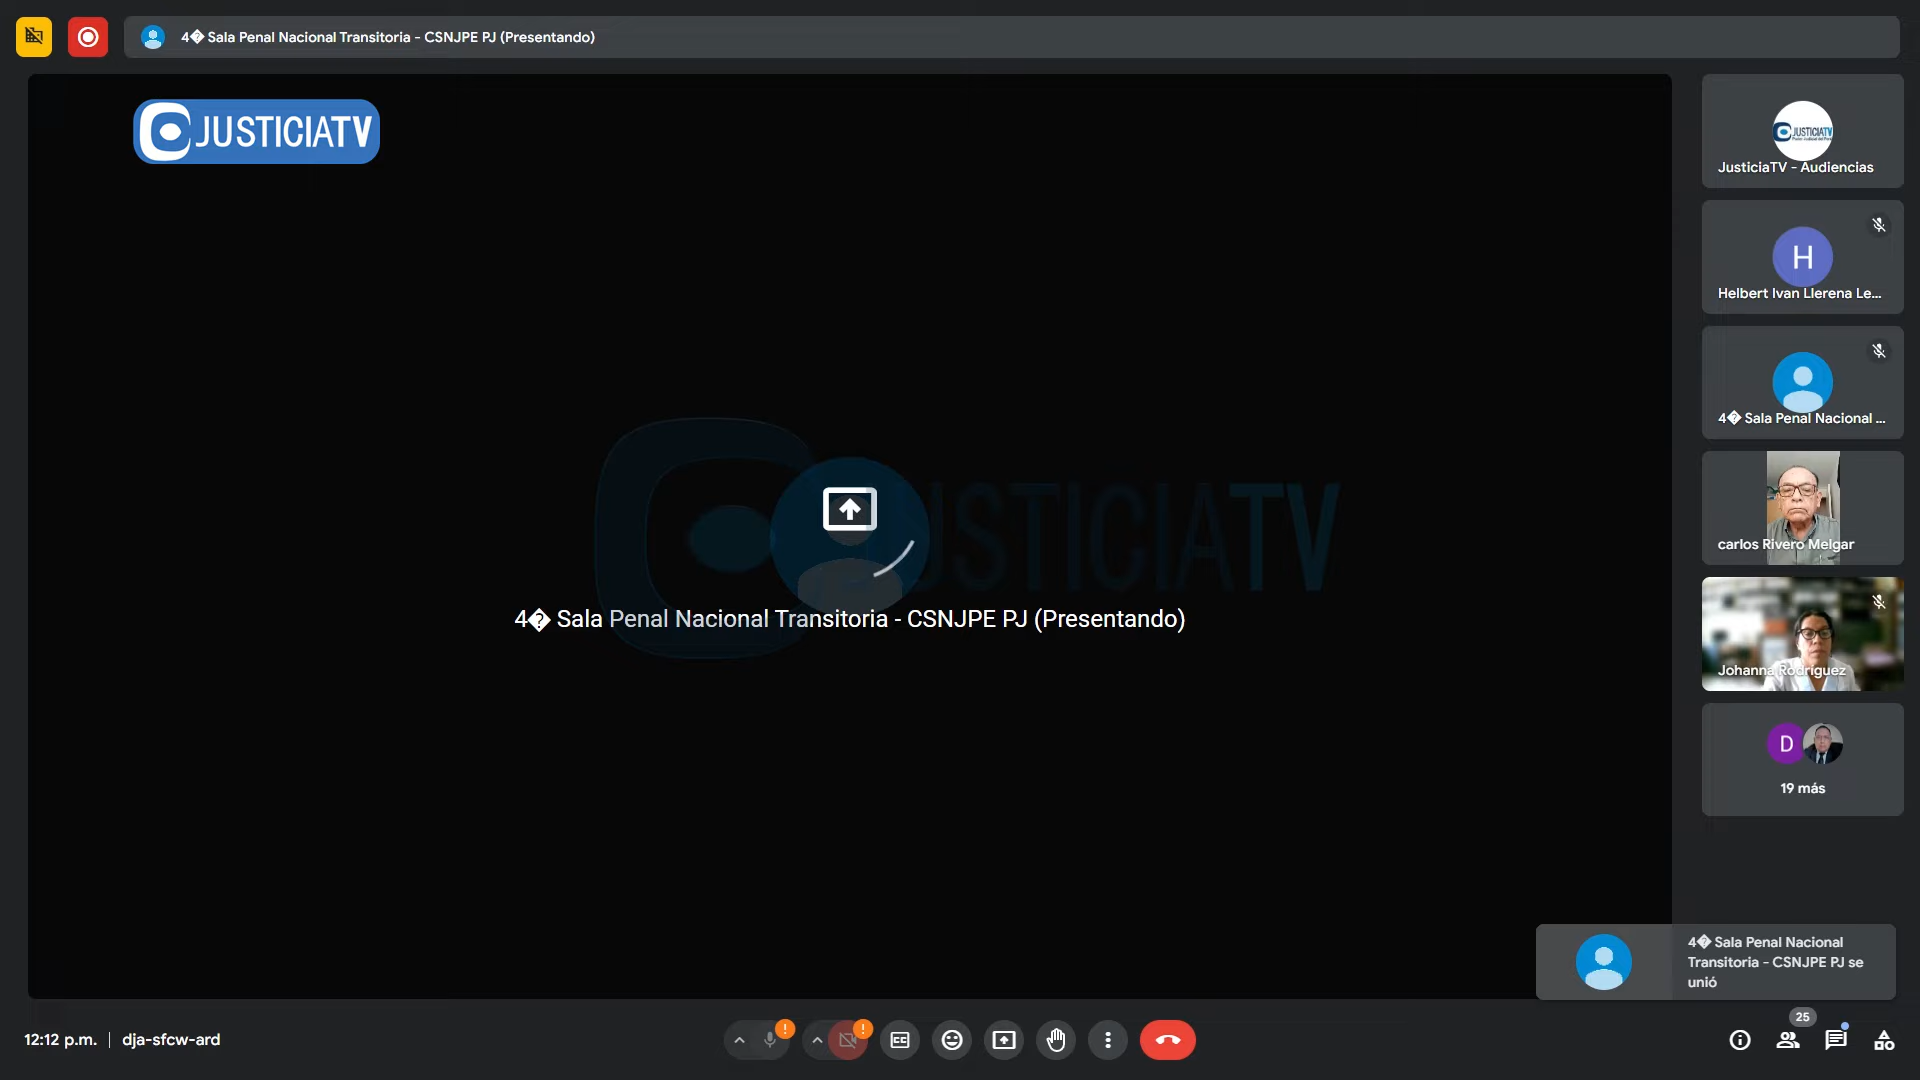 4� Sala Penal Nacional Transitoria - CSNJPE PJ (Presentando)
JUSTICIATV
JUSTICIATV
JusticiaTV - Audiencias
H
Helbert Ivan Llerena Le...
4� Sala Penal Nacional ...
carlos Rivero Melgar
Johanna Rodriguez
D
19 más
JUSTICIATV
4� Sala Penal Nacional Transitoria - CSNJPE PJ (Presentando)
4� Sala Penal Nacional
Transitoria - CSNJPE PJ se
unió
12:12 p.m. | dja-sfcw-ard
25